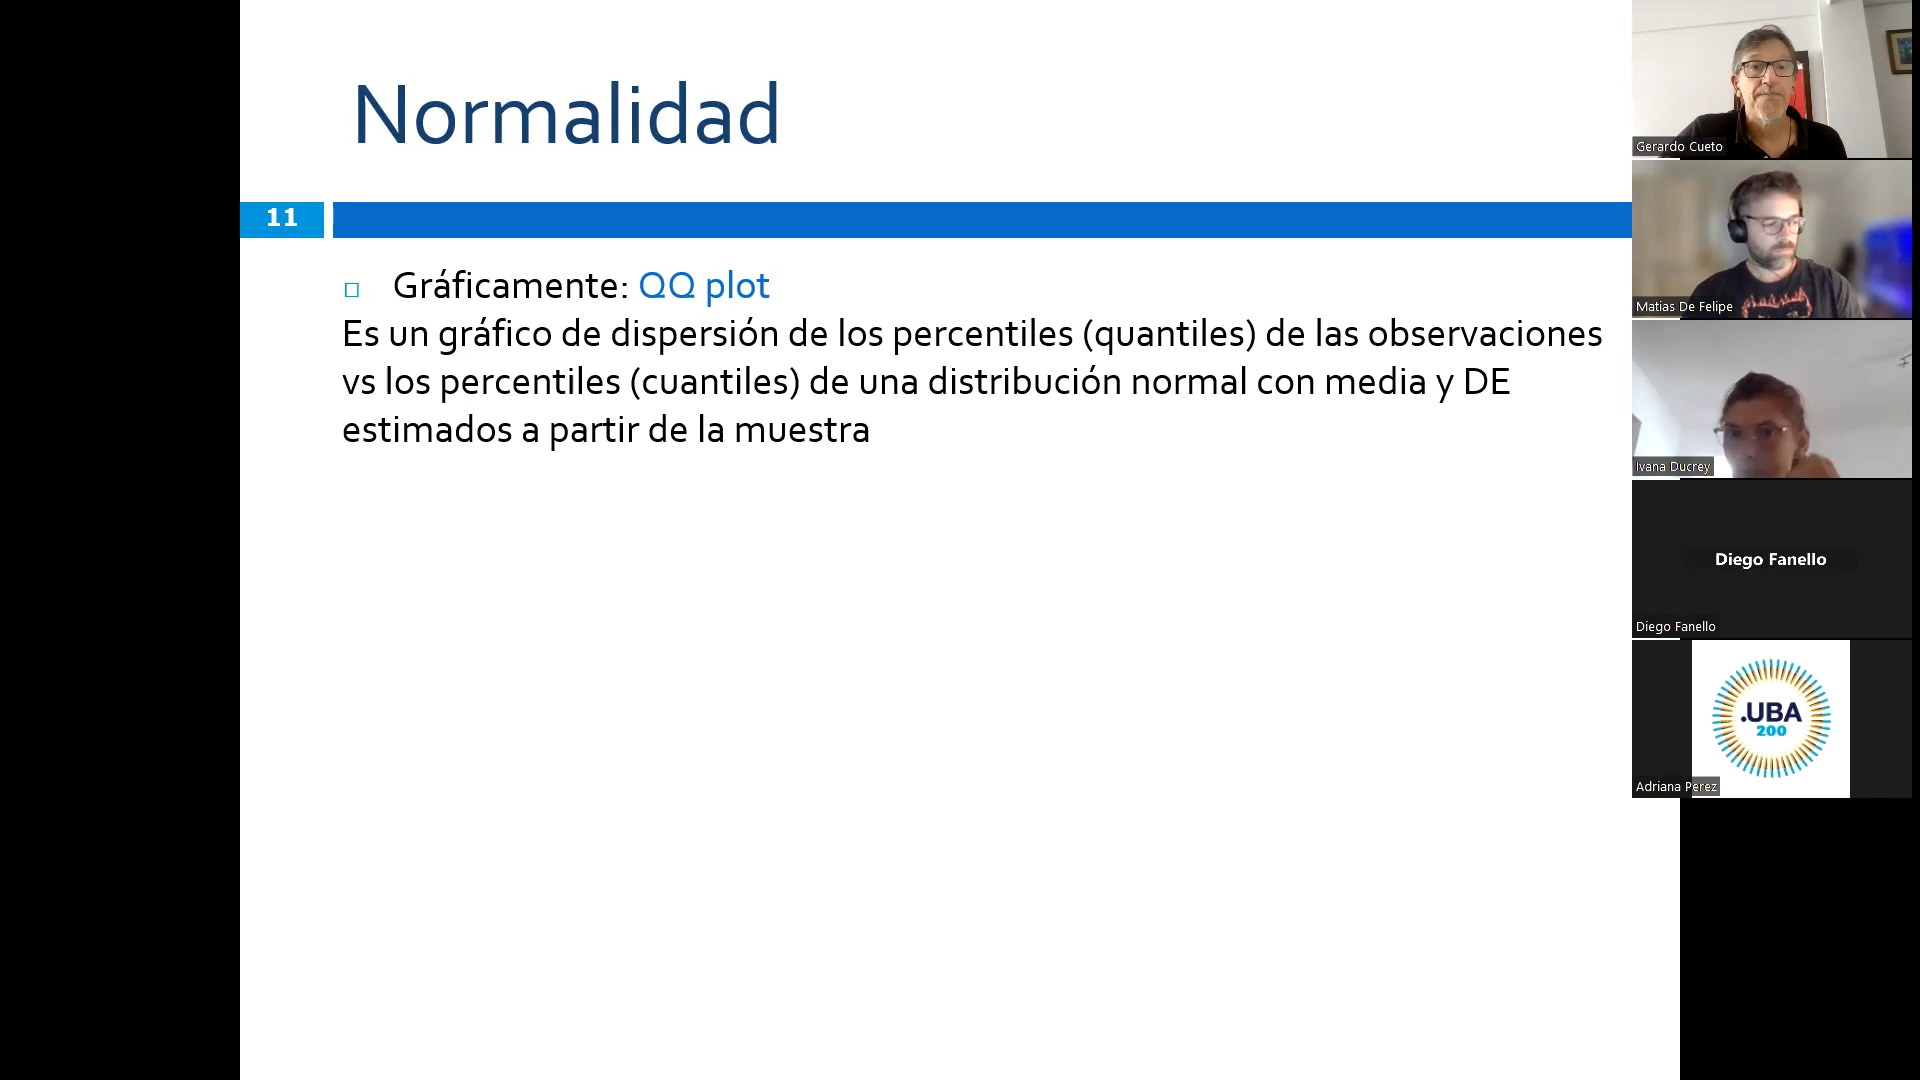 Normalidad
11
Gráficamente: QQ plot
Es un gráfico de dispersión de los percentiles (quantiles) de las observaciones
vs los percentiles (cuantiles) de una distribución normal con media y DE
estimados a partir de la muestra
Gerardo Cueto
Matias De Felipe
Ivana Ducrey
Diego Fanello
Diego Fanello
.UBA
200
Adriana Perez